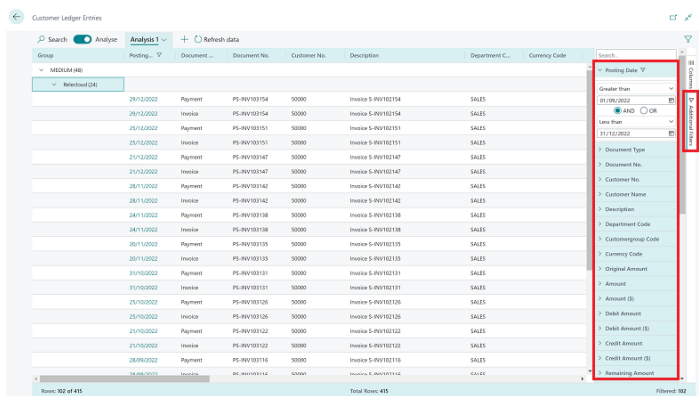 Customer Ledger Entries
Search Analyse Analysis 1 + Refresh data
Group Posting... Document ... Document No. Customer No. Description Department C... Currency Code
MEDIUM (48)
Relecloud (24)
29/12/2022 Payment PS-INV103154 50000 Invoice S-INV102154 SALES
29/12/2022 Invoice PS-INV103154 50000 Invoice S-INV102154 SALES
25/12/2022 Payment PS-INV103151 50000 Invoice S-INV102151 SALES
25/12/2022 Invoice PS-INV103151 50000 Invoice S-INV102151 SALES
21/12/2022 Payment PS-INV103147 50000 Invoice S-INV102147 SALES
21/12/2022 Invoice PS-INV103147 50000 Invoice S-INV102147 SALES
28/11/2022 Payment PS-INV103142 50000 Invoice S-INV102142 SALES
28/11/2022 Invoice PS-INV103142 50000 Invoice S-INV102142 SALES
24/11/2022 Payment PS-INV103138 50000 Invoice S-INV102138 SALES
24/11/2022 Invoice PS-INV103138 50000 Invoice S-INV102138 SALES
20/11/2022 Payment PS-INV103135 50000 Invoice S-INV102135 SALES
20/11/2022 Invoice PS-INV103135 50000 Invoice S-INV102135 SALES
31/10/2022 Payment PS-INV103131 50000 Invoice S-INV102131 SALES
31/10/2022 Invoice PS-INV103131 50000 Invoice S-INV102131 SALES
25/10/2022 Payment PS-INV103126 50000 Invoice S-INV102126 SALES
25/10/2022 Invoice PS-INV103126 50000 Invoice S-INV102126 SALES
21/10/2022 Payment PS-INV103122 50000 Invoice S-INV102122 SALES
21/10/2022 Invoice PS-INV103122 50000 Invoice S-INV102122 SALES
28/09/2022 Payment PS-INV103116 50000 Invoice S-INV102116 SALES
28/09/2022 Invoice PS-INV103116 50000 Invoice S-INV102116 SALES
Search...
Posting Date
Greater than
01/09/2022
AND OR
Less than
31/12/2022
Document Type
Document No.
Customer No.
Customer Name
Description
Department Code
Customergroup Code
Currency Code
Original Amount
Amount
Amount ($)
Debit Amount
Debit Amount ($)
Credit Amount
Credit Amount ($)
Remaining Amount
Columns
Additional Filters
Rows: 102 of 415 Total Rows: 415 Filtered: 102